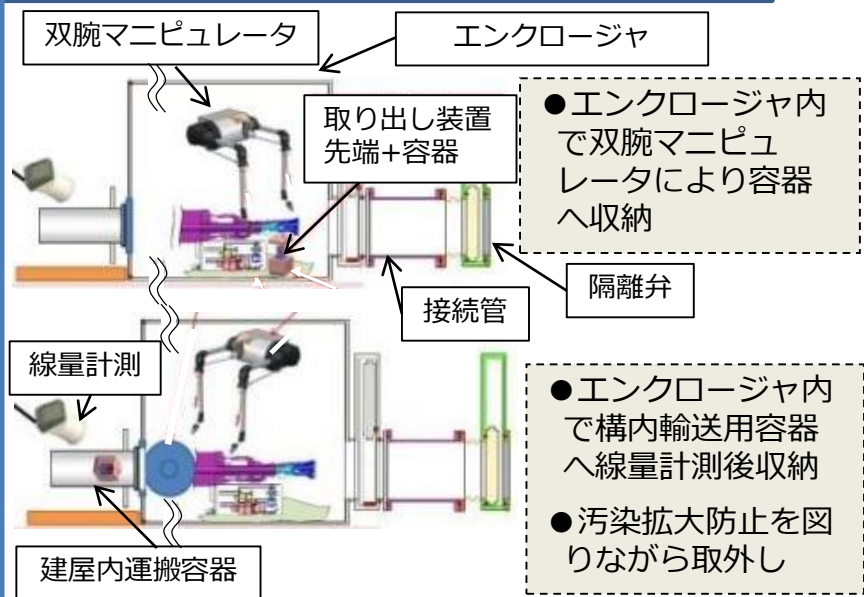 双腕マニピュレータ
エンクロージャ
取り出し装置
先端+容器
●エンクロージャ内
で双腕マニピュ
レータにより容器
へ収納
隔離弁
接続管
線量計測
●エンクロージャ内
で構内輸送用容器
へ線量計測後収納
●汚染拡大防止を図
りながら取外し
建屋内運搬容器